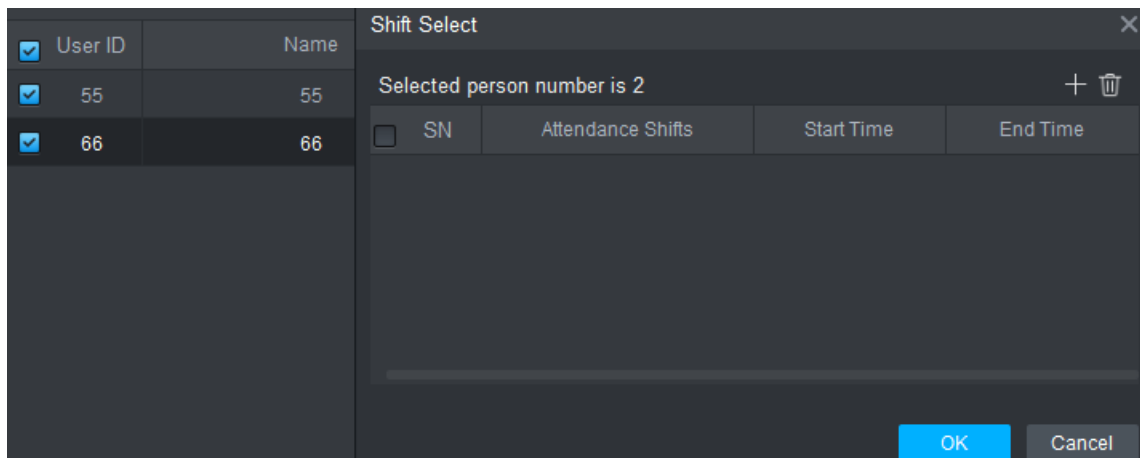 User ID Name
55 55
66 66
Shift Select
Selected person number is 2
SN Attendance Shifts Start Time End Time
OK Cancel